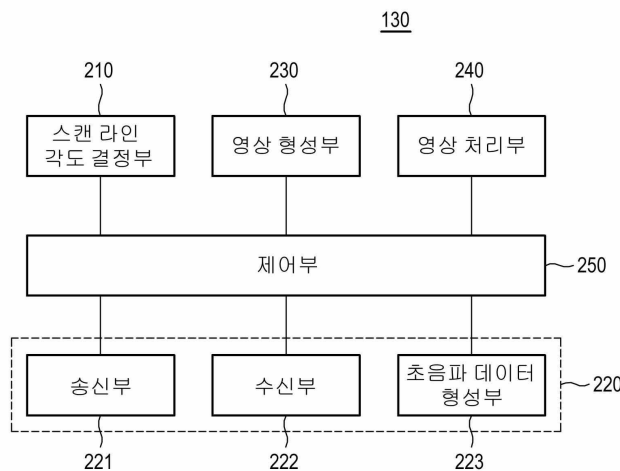 130
210
230
240
스캔 라인
각도 결정부
영상 형성부
영상 처리부
제어부
250
송신부
수신부
초음파 데이터
형성부
220
221
222
223